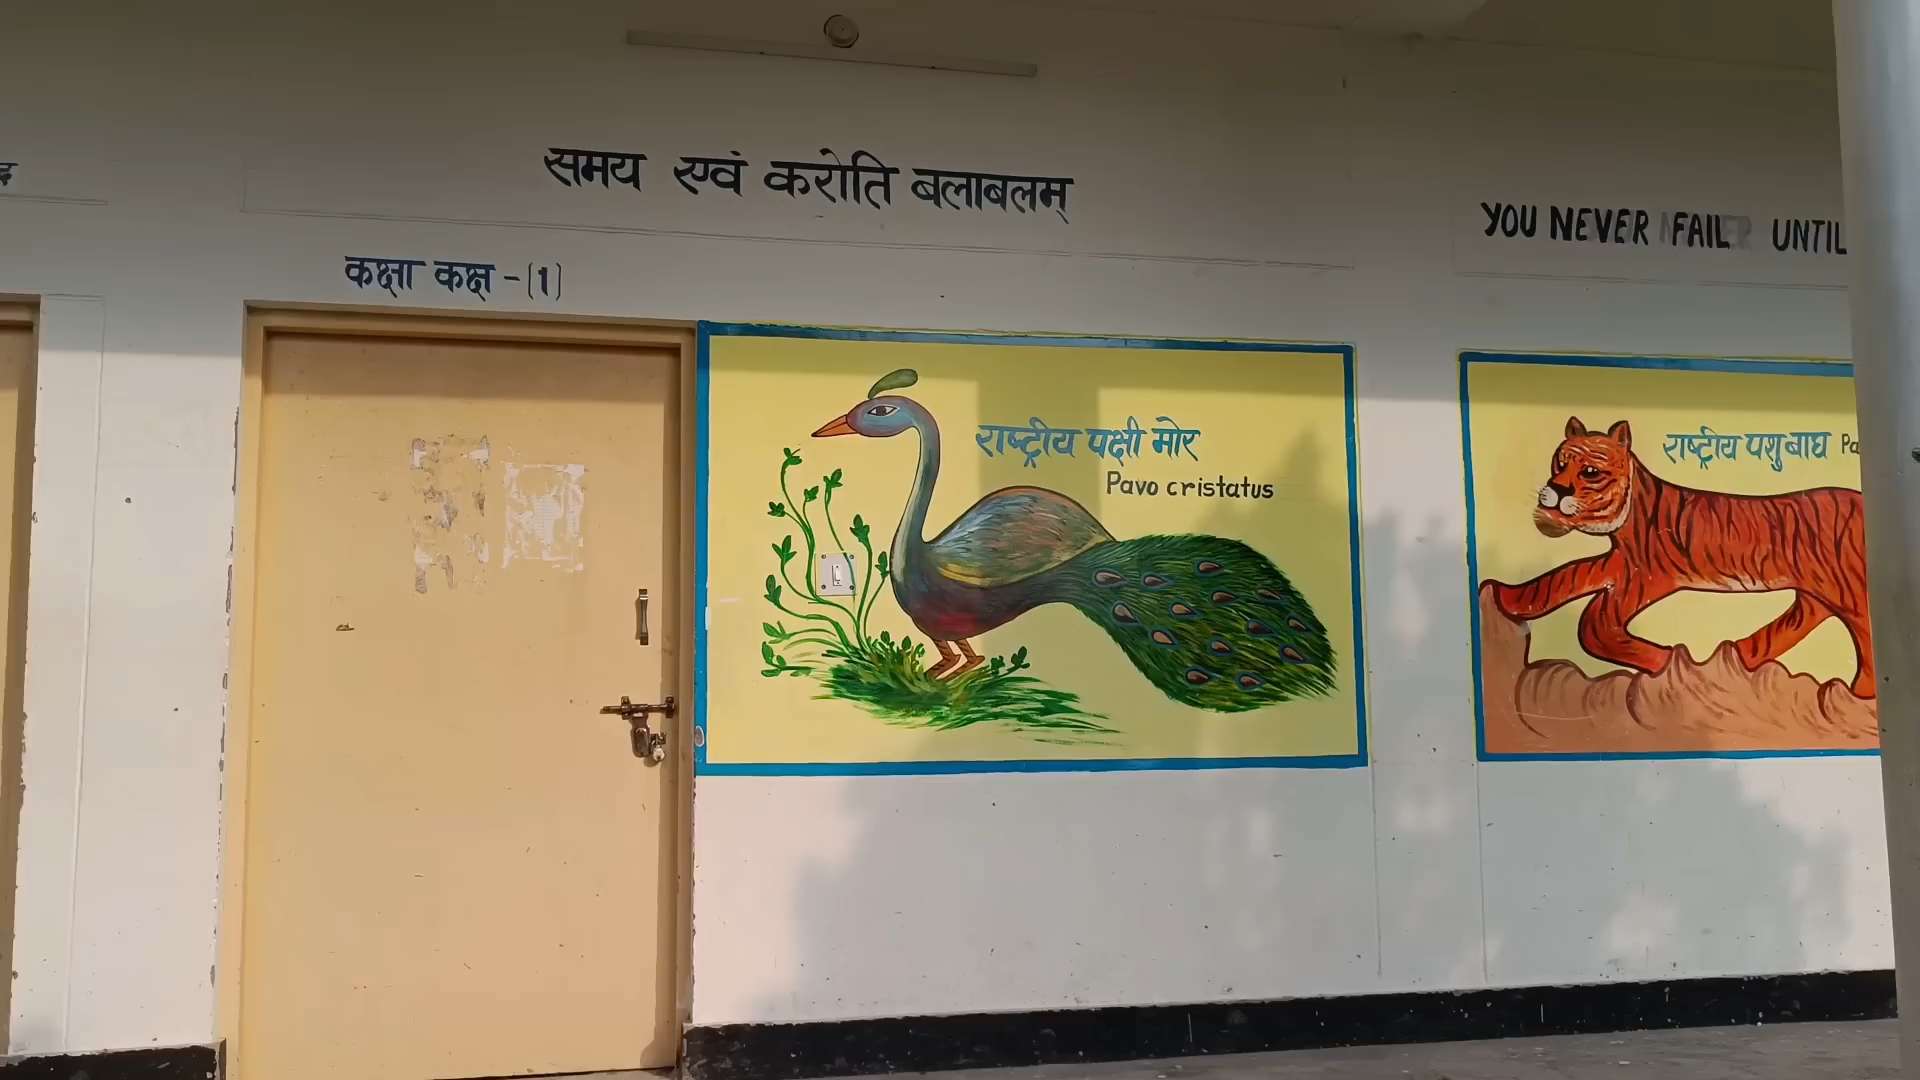 समय एवं करोति बलाबलम्
YOU NEVER FAIL UNTIL
कक्षा कक्ष -(1)
राष्ट्रीय पक्षी मोर
Pavo cristatus
राष्ट्रीय पशु बाघ